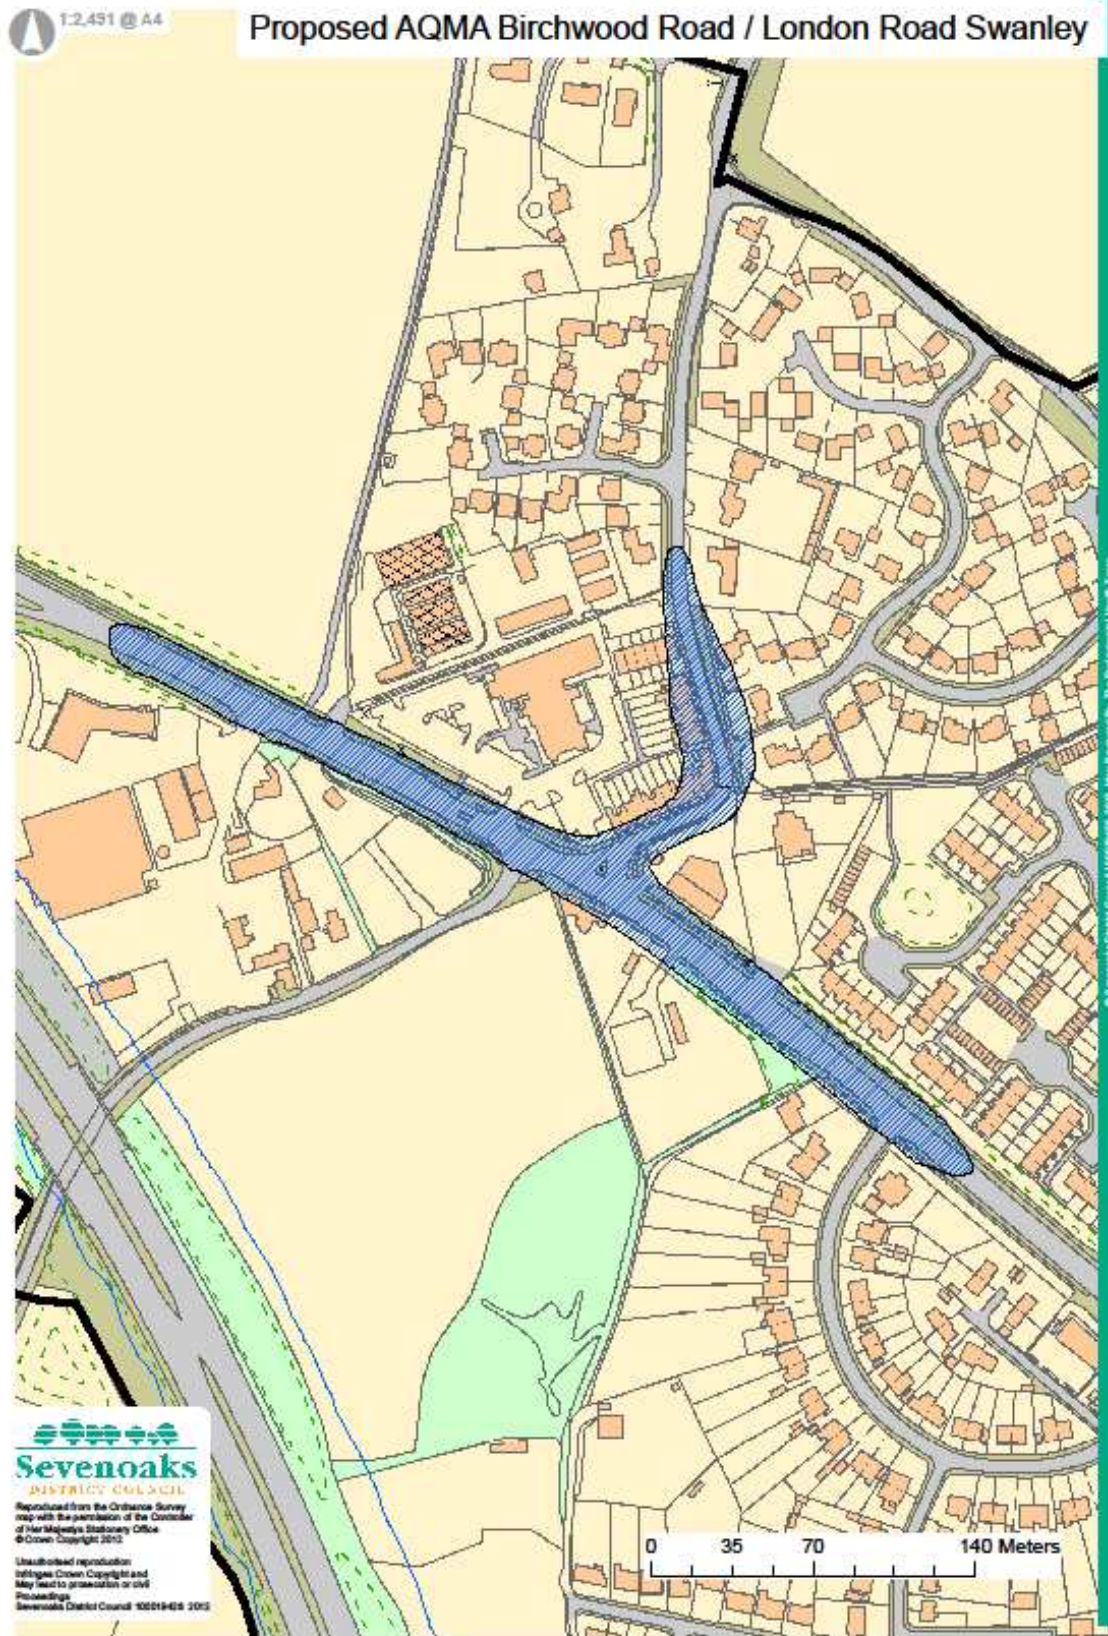 1:2,491 @ A4
Proposed AQMA Birchwood Road / London Road Swanley
Sevenoaks
DISTRICT COUNCIL
Reproduced from the Ordnance Survey
map with the permission of the Controller
of Her Majestys Stationery Office
© Crown Copyright 2012
Unauthorised reproduction
Infringes Crown Copyright and
May lead to prosecution or civil
Proceedings
Sevenoaks District Council 2012
0 35 70 140 Meters